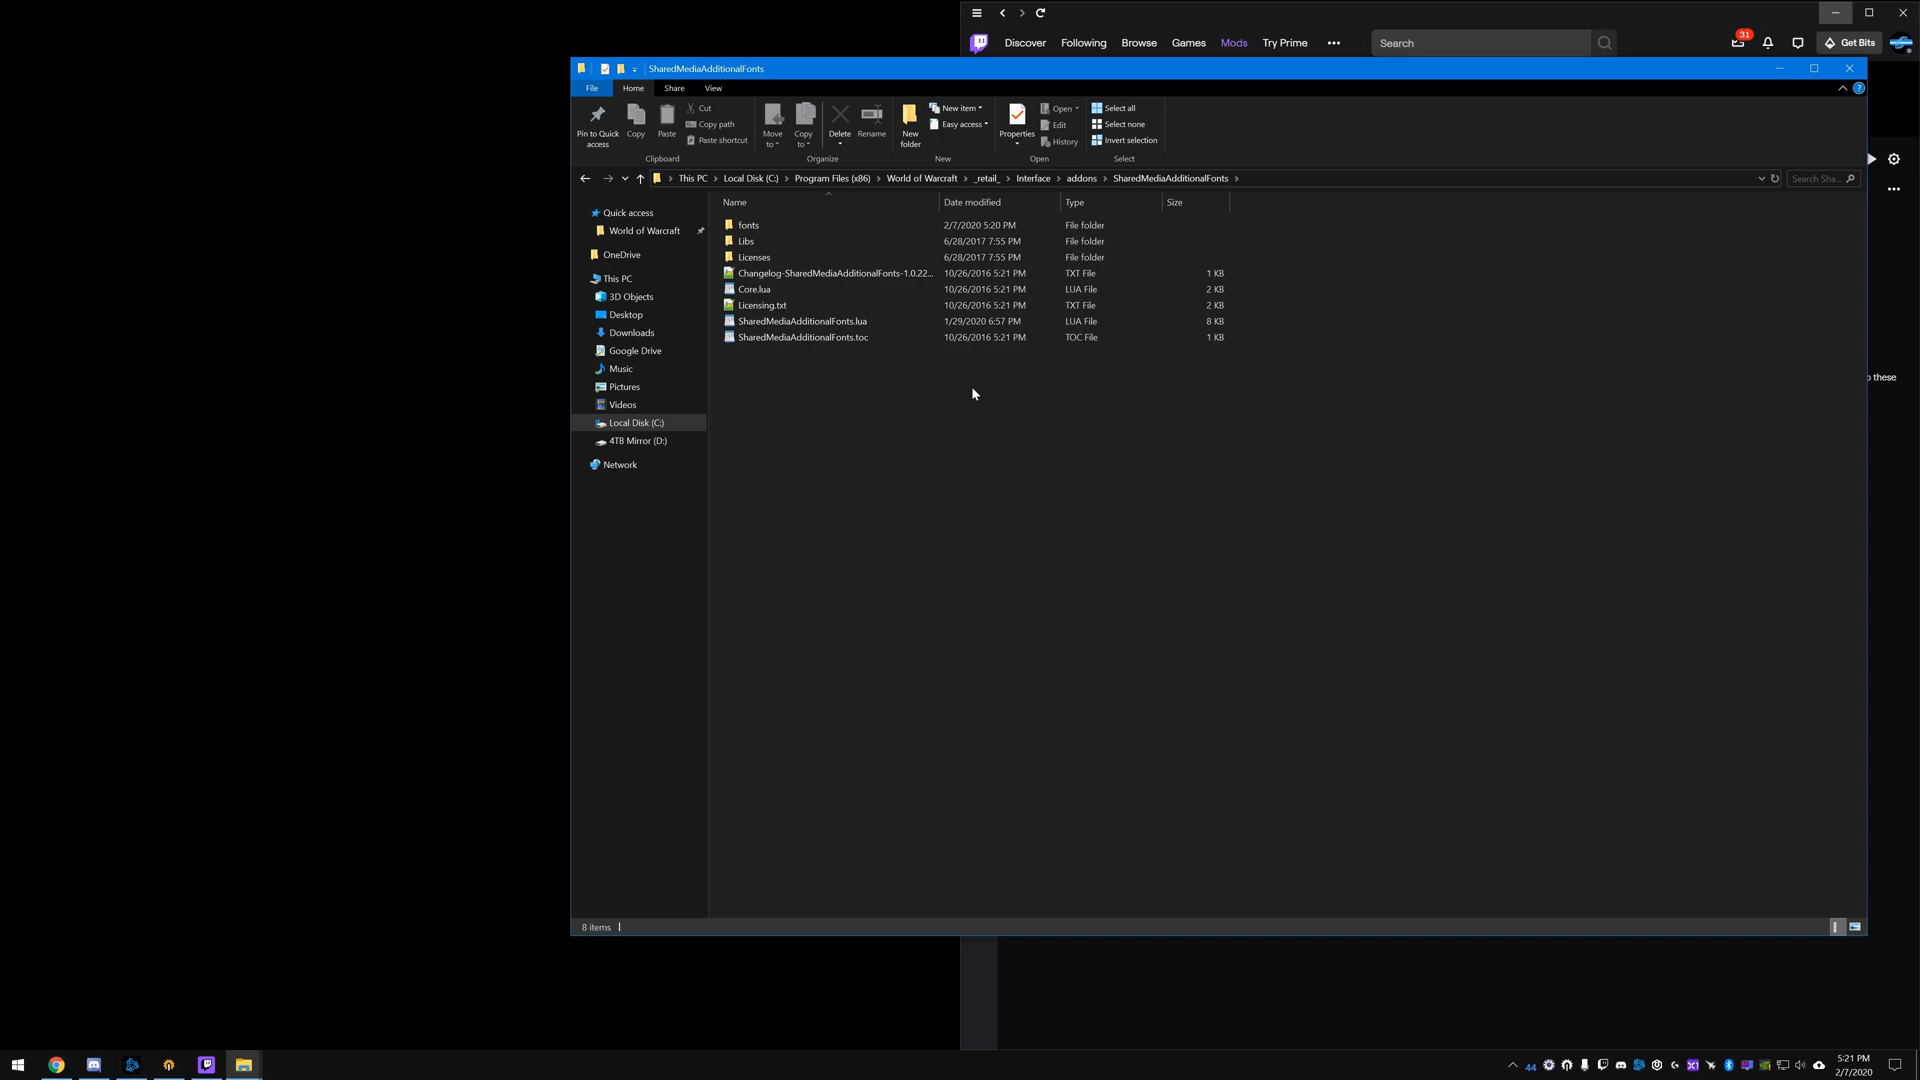 Discover Following Browse Games Mods Try Prime ••• Search 31 Get Bits
SharedMediaAdditionalFonts
File Home Share View
Pin to Quick access
Copy
Paste
Cut
Copy path
Paste shortcut
Clipboard
Move to
Copy to
Delete
Rename
Organize
New folder
New item
Easy access
New
Properties
Open
Edit
History
Open
Select all
Select none
Invert selection
Select
This PC > Local Disk (C:) > Program Files (x86) > World of Warcraft > _retail_ > Interface > addons > SharedMediaAdditionalFonts >
Search Sha...
Name Date modified Type Size
Quick access
World of Warcraft
OneDrive
This PC
3D Objects
Desktop
Downloads
Google Drive
Music
Pictures
Videos
Local Disk (C:)
4TB Mirror (D:)
Network
fonts 2/7/2020 5:20 PM File folder
Libs 6/28/2017 7:55 PM File folder
Licenses 6/28/2017 7:55 PM File folder
Changelog-SharedMediaAdditionalFonts-1.0.22... 10/26/2016 5:21 PM TXT File 1 KB
Core.lua 10/26/2016 5:21 PM LUA File 2 KB
Licensing.txt 10/26/2016 5:21 PM TXT File 2 KB
SharedMediaAdditionalFonts.lua 1/29/2020 6:57 PM LUA File 8 KB
SharedMediaAdditionalFonts.toc 10/26/2016 5:21 PM TOC File 1 KB
these
8 items
44
5:21 PM
2/7/2020